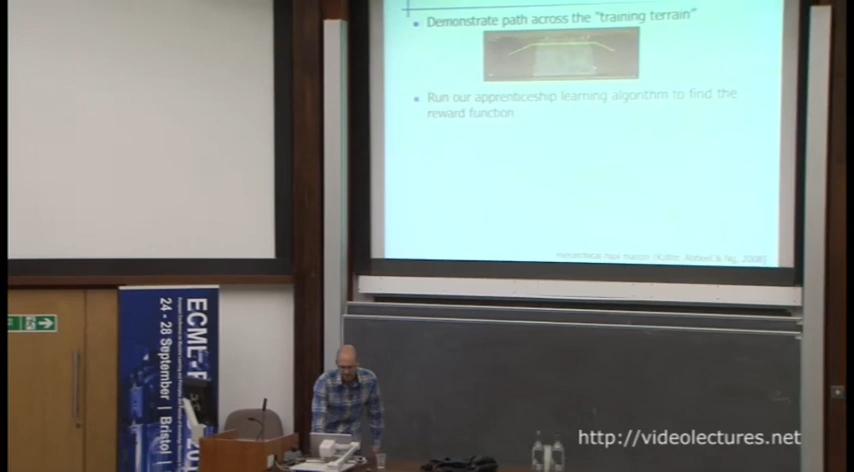 Demonstrate path across the "training terrain"
Run our apprenticeship learning algorithm to find the
reward function
ECML-P
24 - 28 September | Bristol
http://videolectures.net